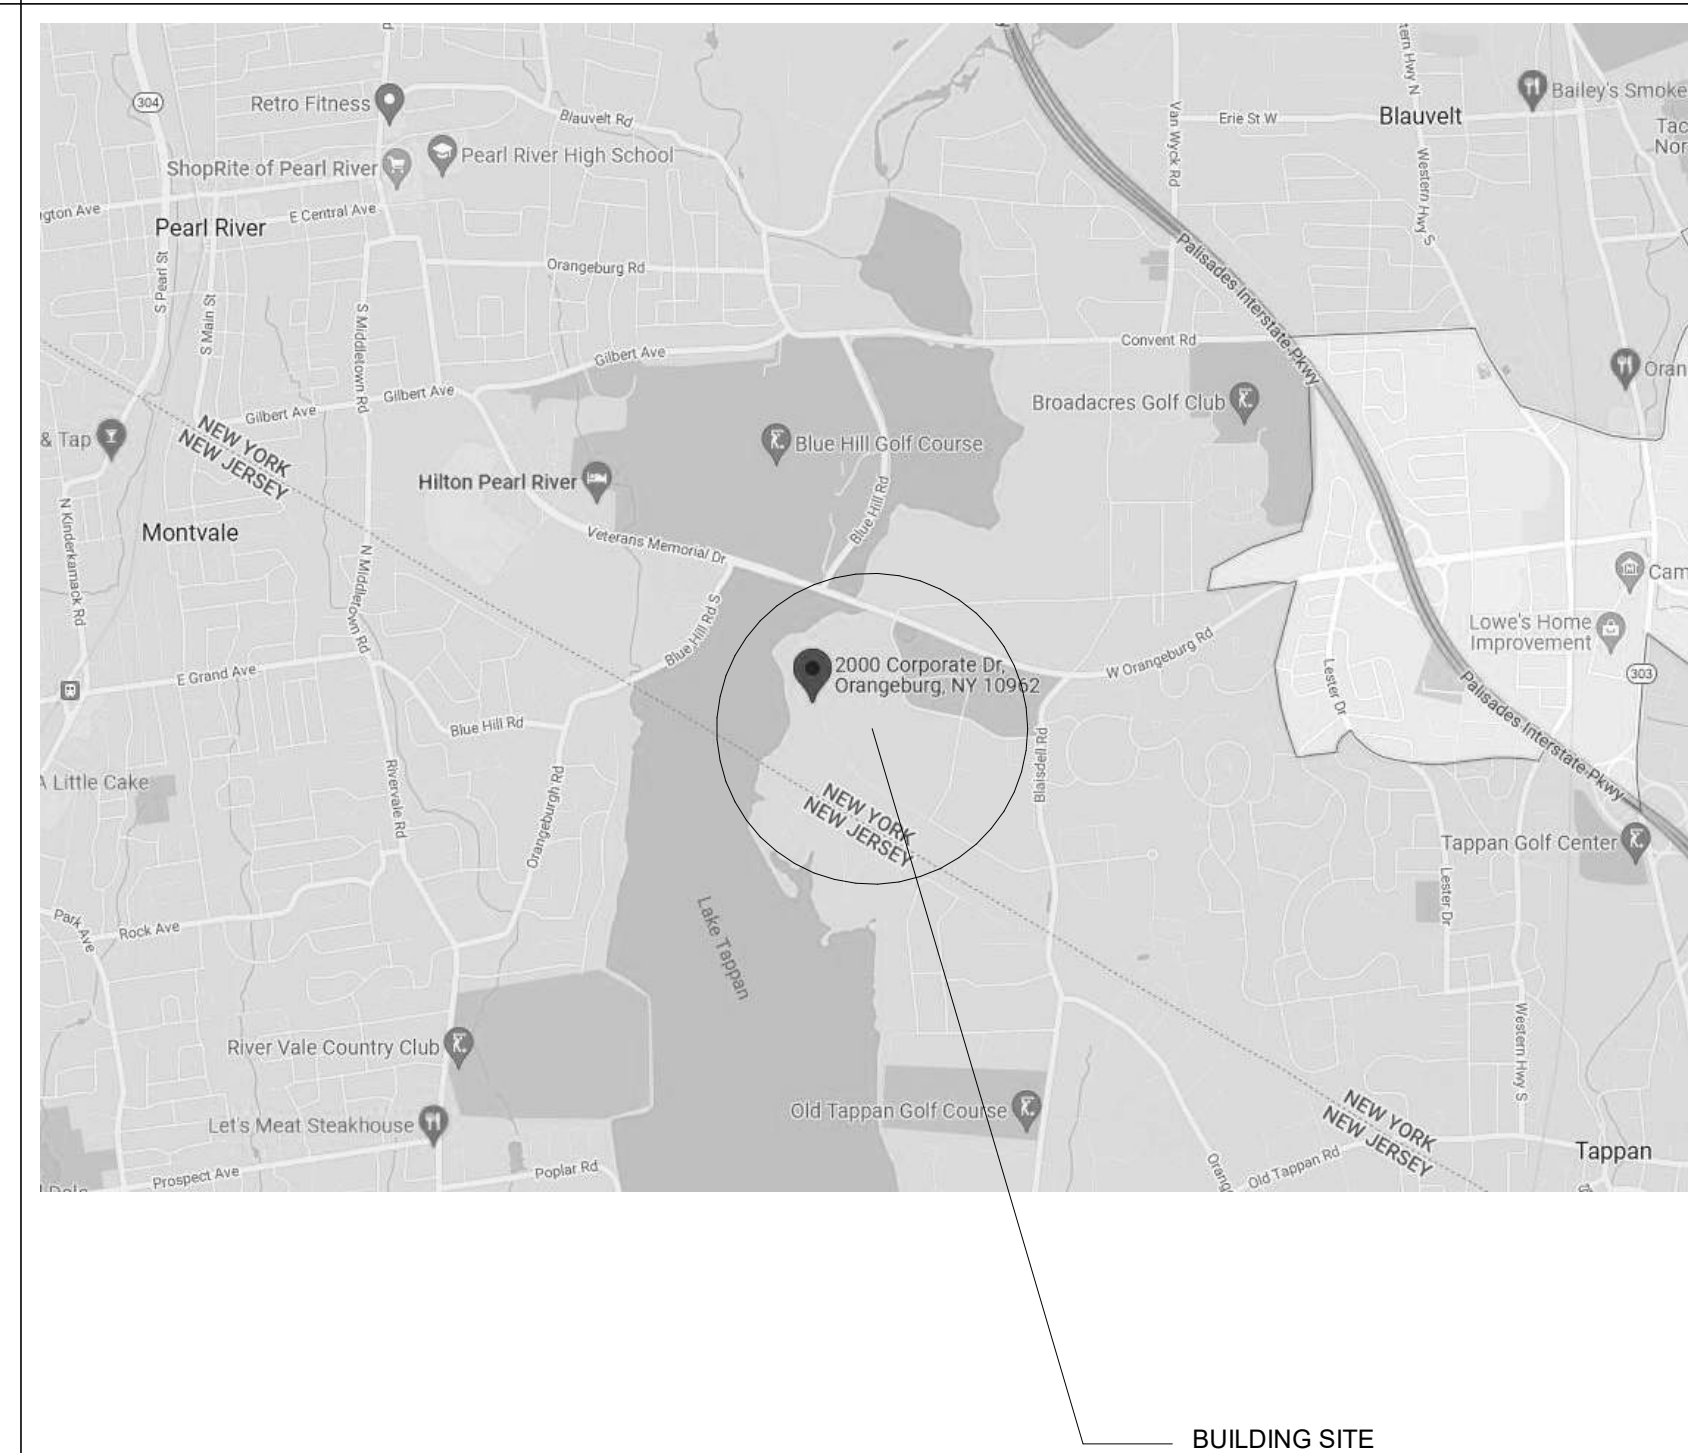 304
Retro Fitness
Blauvelt Rd
Van Wyck Rd
Erie St W
Blauvelt
Western Hwy S
Bailey's Smoke
Tac
Nor
ShopRite of Pearl River
Pearl River High School
E Central Ave
Pearl River
S Pearl St
S Main St
S Middletown Rd
Orangeburg Rd
Gilbert Ave
Gilbert Ave
Gilbert Ave
Convent Rd
Palisades Interstate Pkwy
Oran
Broadacres Golf Club
Blue Hill Golf Course
& Tap
NEW YORK
NEW JERSEY
Hilton Pearl River
Montvale
N Kinderkamack Rd
N Middletown Rd
Veterans Memorial Dr
Blue Hill Rd
Blue Hill Rd S
Cam
Lowe's Home
Improvement
303
2000 Corporate Dr,
Orangeburg, NY 10962
W Orangeburg Rd
Lester Dr
Palisades Interstate Pkwy
E Grand Ave
Blue Hill Rd
Rivervale Rd
Orangeburgh Rd
Blaisdell Rd
A Little Cake
NEW YORK
NEW JERSEY
Tappan Golf Center
Lester Dr
Park Ave
Rock Ave
Lake Tappan
River Vale Country Club
Western Hwy S
Let's Meat Steakhouse
Old Tappan Golf Course
NEW YORK
NEW JERSEY
Tappan
Prospect Ave
Poplar Rd
Orang
Old Tappan Rd
BUILDING SITE